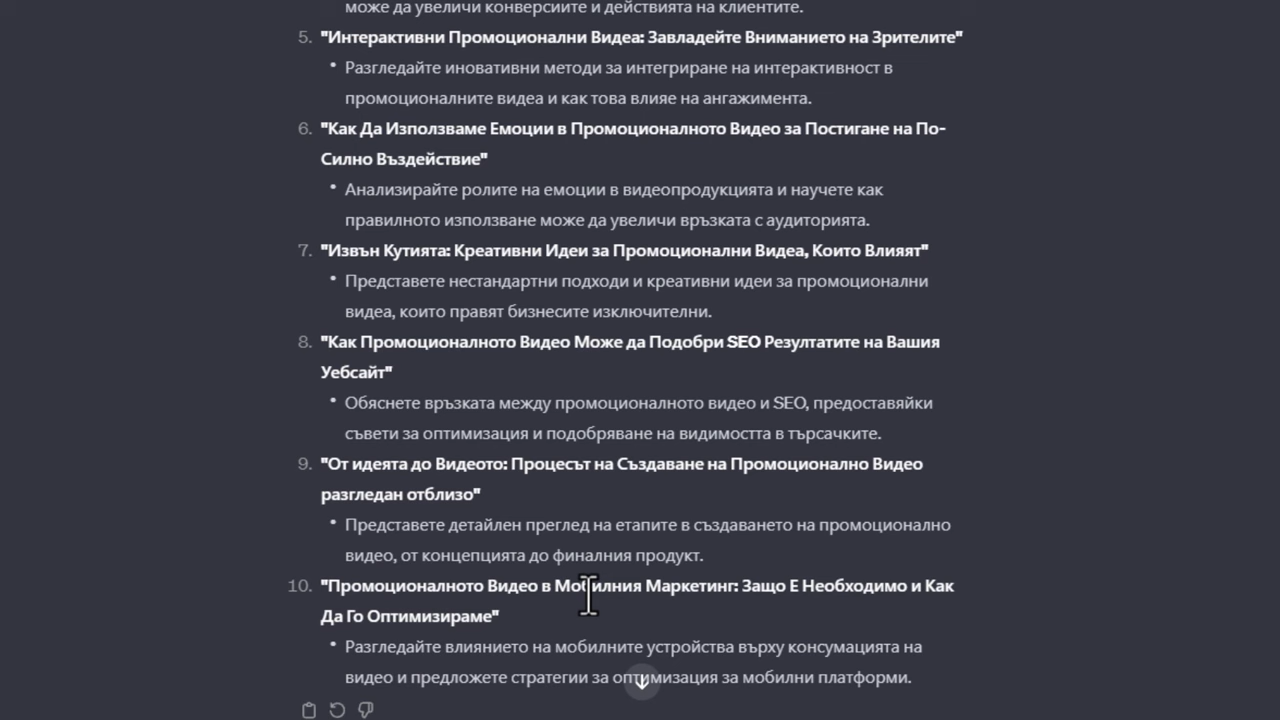 може да увеличи конверсиите и действията на клиентите.
5. "Интерактивни Промоционални Видеа: Завладейте Вниманието на Зрителите"
• Разгледайте иновативни методи за интегриране на интерактивност в
промоционалните видеа и как това влияе на ангажимента.
6. "Как Да Използваме Емоции в Промоционалното Видео за Постигане на По-
Силно Въздействие"
• Анализирайте ролите на емоции в видеопродукцията и научете как
правилното използване може да увеличи връзката с аудиторията.
7. "Извън Кутията: Креативни Идеи за Промоционални Видеа, Които Влияят"
• Представете нестандартни подходи и креативни идеи за промоционални
видеа, които правят бизнесите изключителни.
8. "Как Промоционалното Видео Може да Подобри SEO Резултатите на Вашия
Уебсайт"
• Обяснете връзката между промоционалното видео и SEO, предоставяйки
съвети за оптимизация и подобряване на видимостта в търсачките.
9. "От идеята до Видеото: Процесът на Създаване на Промоционално Видео
разгледан отблизо"
• Представете детайлен преглед на етапите в създаването на промоционално
видео, от концепцията до финалния продукт.
10. "Промоционалното Видео в Мобилния Маркетинг: Защо Е Необходимо и Как
Да Го Оптимизираме"
• Разгледайте влиянието на мобилните устройства върху консумацията на
видео и предложете стратегии за оптимизация за мобилни платформи.